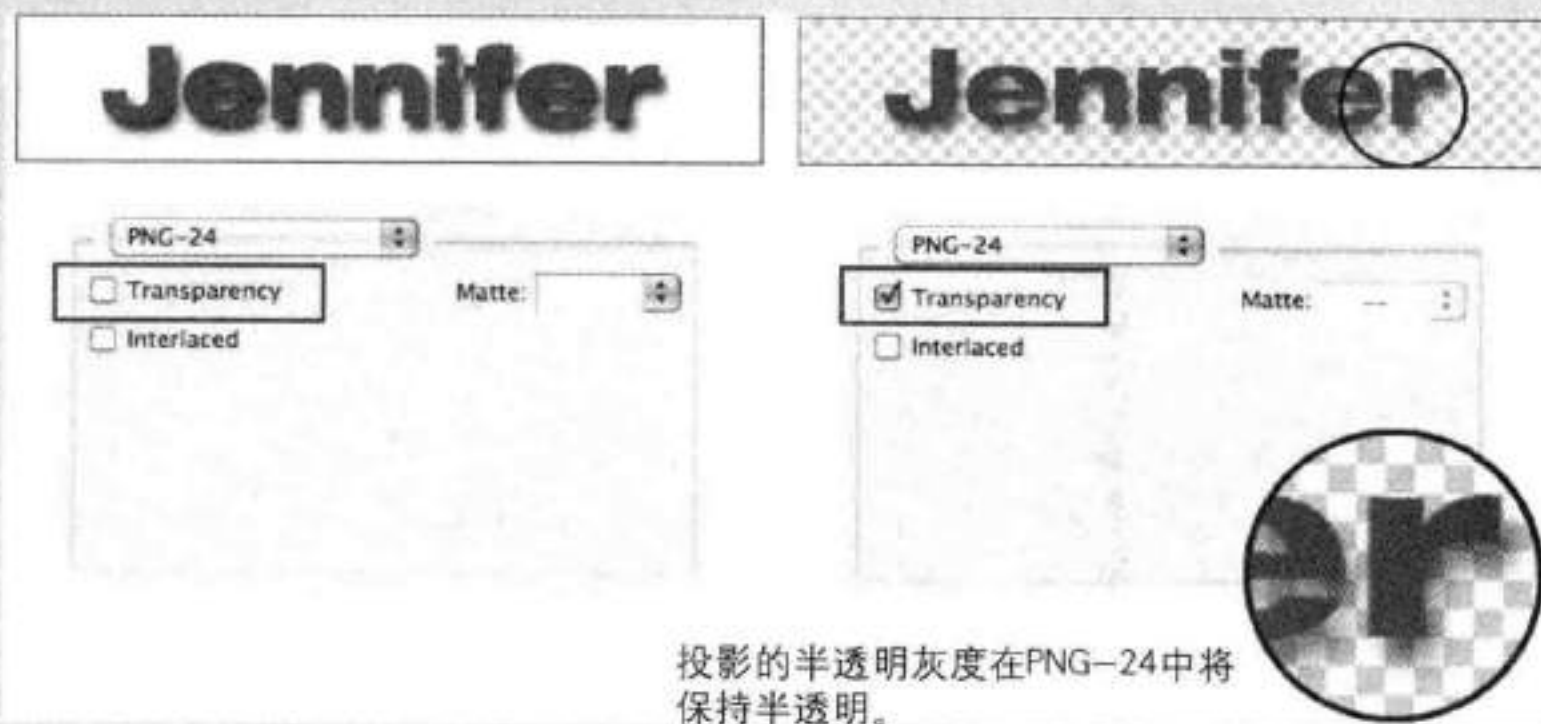 Jennifer
Jennifer
PNG-24
Transparency
Matte:
Interlaced
PNG-24
Transparency
Matte: --
Interlaced
er
投影的半透明灰度在PNG-24中将
保持半透明。